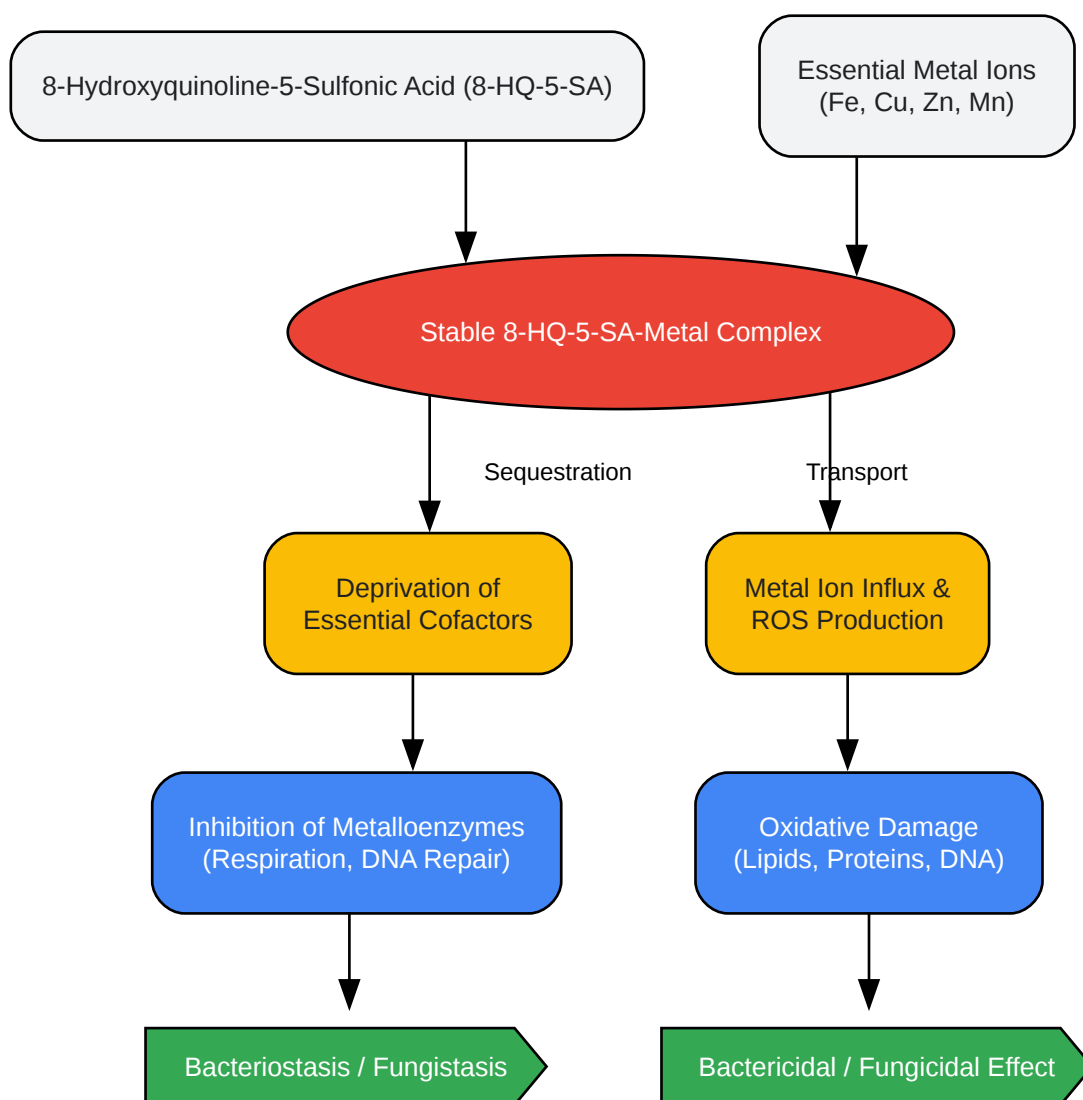 8-Hydroxyquinoline-5-Sulfonic Acid (8-HQ-5-SA)
Essential Metal Ions
(Fe, Cu, Zn, Mn)
Stable 8-HQ-5-SA-Metal Complex
Sequestration
Transport
Deprivation of
Essential Cofactors
Metal Ion Influx &
ROS Production
Inhibition of Metalloenzymes
(Respiration, DNA Repair)
Oxidative Damage
(Lipids, Proteins, DNA)
Bacteriostasis / Fungistasis
Bactericidal / Fungicidal Effect